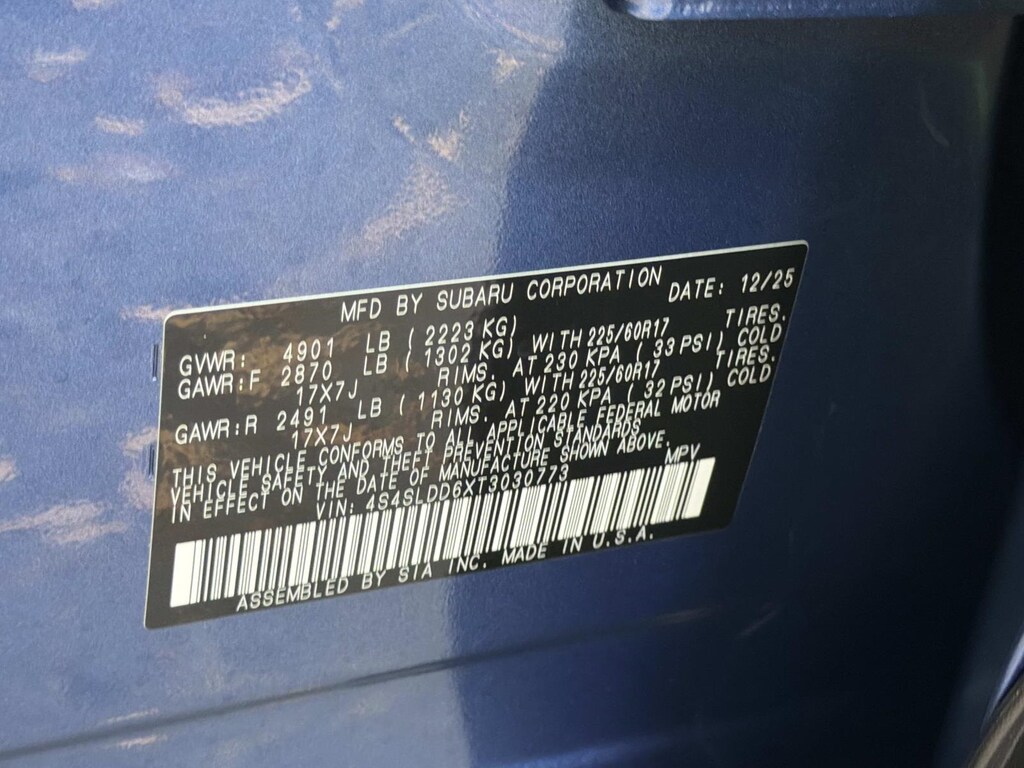 MFD BY SUBARU CORPORATION DATE: 12/25
GVWR: 4901 LB ( 2223 KG)
GAWR:F 2870 LB ( 1302 KG) WITH 225/60R17 TIRES.
17X7J RIMS. AT 230 KPA ( 33 PSI) COLD
GAWR:R 2491 LB ( 1130 KG) WITH 225/60R17 TIRES.
17X7J RIMS. AT 220 KPA ( 32 PSI) COLD
THIS VEHICLE CONFORMS TO ALL APPLICABLE FEDERAL MOTOR
VEHICLE SAFETY AND THEFT PREVENTION STANDARDS
IN EFFECT ON THE DATE OF MANUFACTURE SHOWN ABOVE.
VIN: 4S4SLDD6XT3030773 MPV
ASSEMBLED BY SIA INC. MADE IN U.S.A.